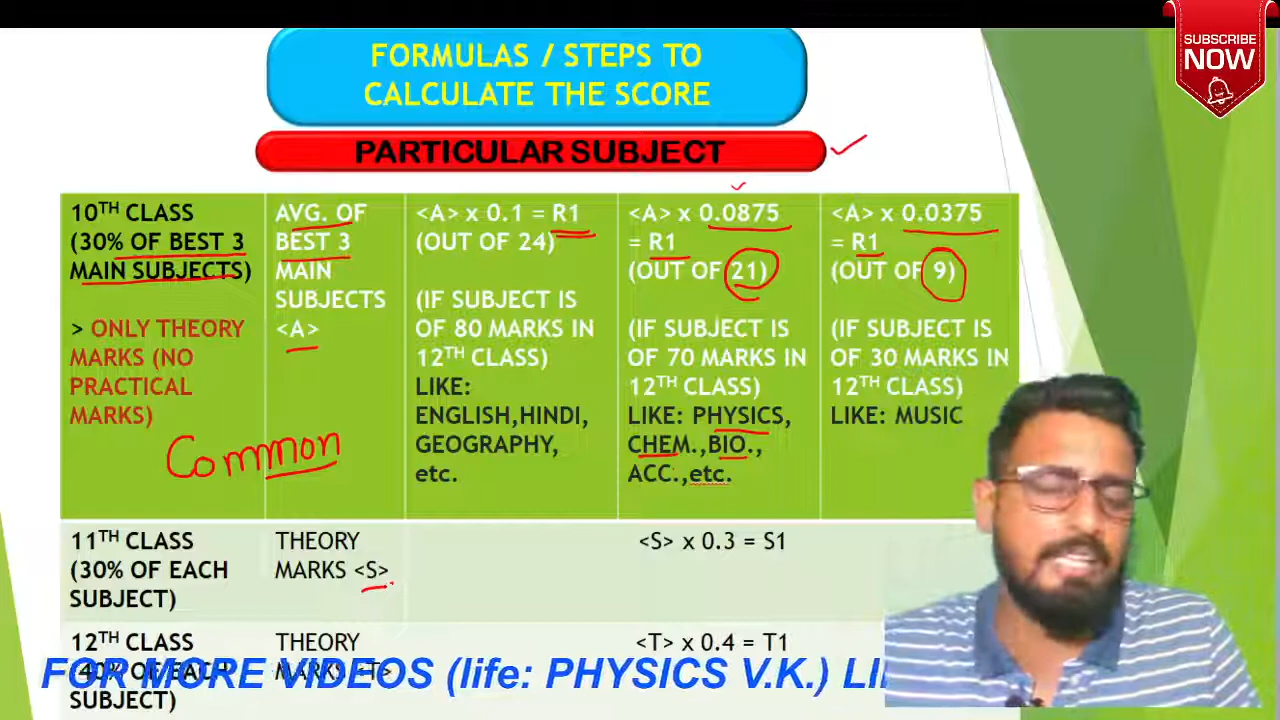 SUBSCRIBE
NOW
FORMULAS / STEPS TO
CALCULATE THE SCORE
PARTICULAR SUBJECT
10TH CLASS
(30% OF BEST 3
MAIN SUBJECTS)
> ONLY THEORY
MARKS (NO
PRACTICAL
MARKS)
Common
AVG. OF
BEST 3
MAIN
SUBJECTS
<A>
<A> x 0.1 = R1
(OUT OF 24)
(IF SUBJECT IS
OF 80 MARKS IN
12TH CLASS)
LIKE:
ENGLISH,HINDI,
GEOGRAPHY,
etc.
<A> x 0.0875
= R1
(OUT OF 21)
(IF SUBJECT IS
OF 70 MARKS IN
12TH CLASS)
LIKE: PHYSICS,
CHEM.,BIO.,
ACC.,etc.
<A> x 0.0375
= R1
(OUT OF 9)
(IF SUBJECT IS
OF 30 MARKS IN
12TH CLASS)
LIKE: MUSIC
11TH CLASS
(30% OF EACH
SUBJECT)
THEORY
MARKS <S>
<S> x 0.3 = S1
12TH CLASS
(40% OF EACH
SUBJECT)
THEORY
MARKS <T>
<T> x 0.4 = T1
FOR MORE VIDEOS (life: PHYSICS V.K.) LI